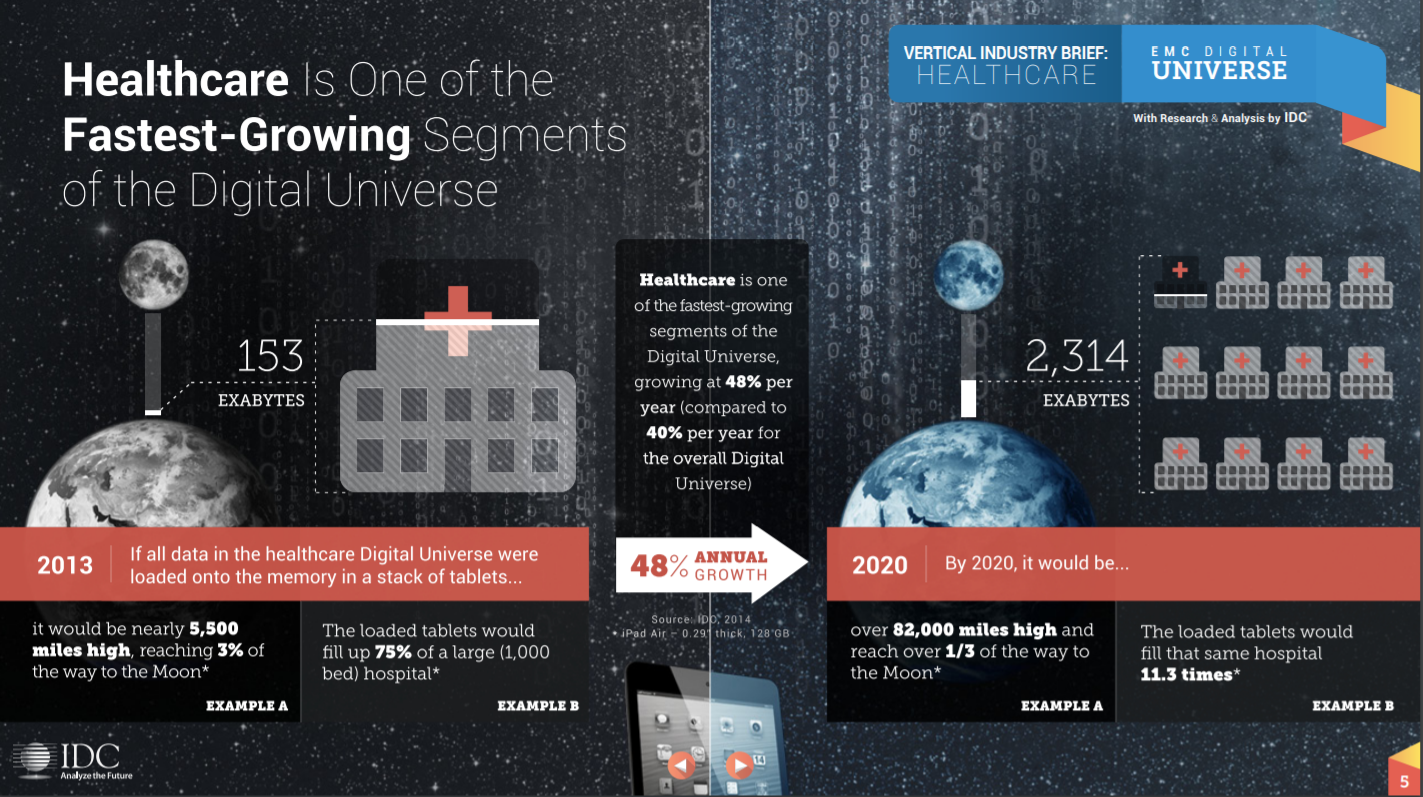 Healthcare Is One of the
Fastest-Growing Segments
of the Digital Universe
VERTICAL INDUSTRY BRIEF:
HEALTHCARE
EMC DIGITAL
UNIVERSE
With Research & Analysis by IDC
153
EXABYTES
Healthcare is one
of the fastest-growing
segments of the
Digital Universe,
growing at 48% per
year (compared to
40% per year for
the overall Digital
Universe)
48% ANNUAL
GROWTH
Source: IDC, 2014
* iPad Air – 0.29" thick, 128 GB
2,314
EXABYTES
2013
If all data in the healthcare Digital Universe were
loaded onto the memory in a stack of tablets...
it would be nearly 5,500
miles high, reaching 3% of
the way to the Moon*
EXAMPLE A
The loaded tablets would
fill up 75% of a large (1,000
bed) hospital*
EXAMPLE B
2020
By 2020, it would be...
over 82,000 miles high and
reach over 1/3 of the way to
the Moon*
EXAMPLE A
The loaded tablets would
fill that same hospital
11.3 times*
EXAMPLE B
IDC
Analyze the Future
14
5